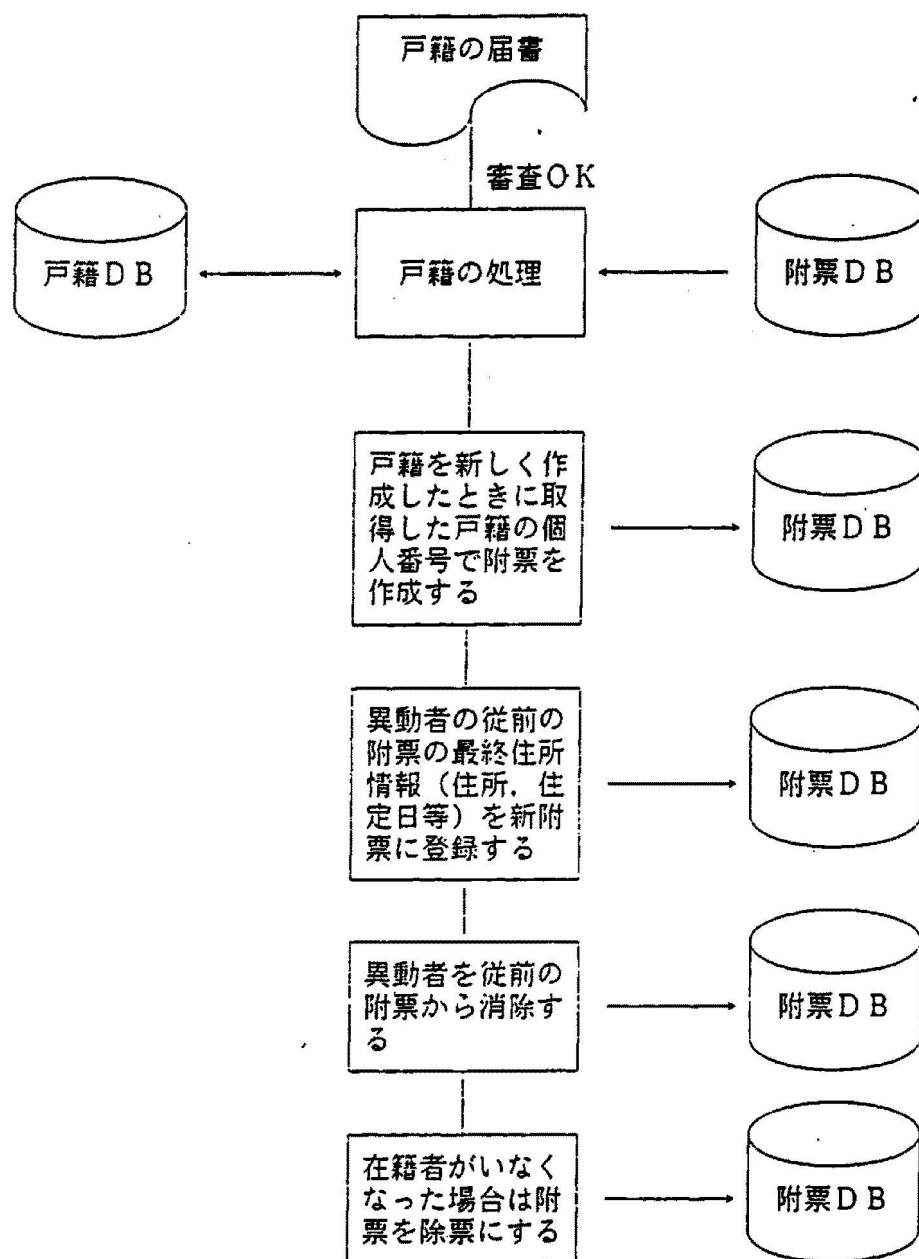 戸籍の届書
審査OK
戸籍DB
戸籍の処理
附票DB
戸籍を新しく作
成したときに取
得した戸籍の個
人番号で附票を
作成する
附票DB
異動者の従前の
附票の最終住所
情報（住所，住
定日等）を新附
票に登録する
附票DB
異動者を従前の
附票から消除す
る
附票DB
在籍者がいなく
なった場合は附
票を除票にする
附票DB